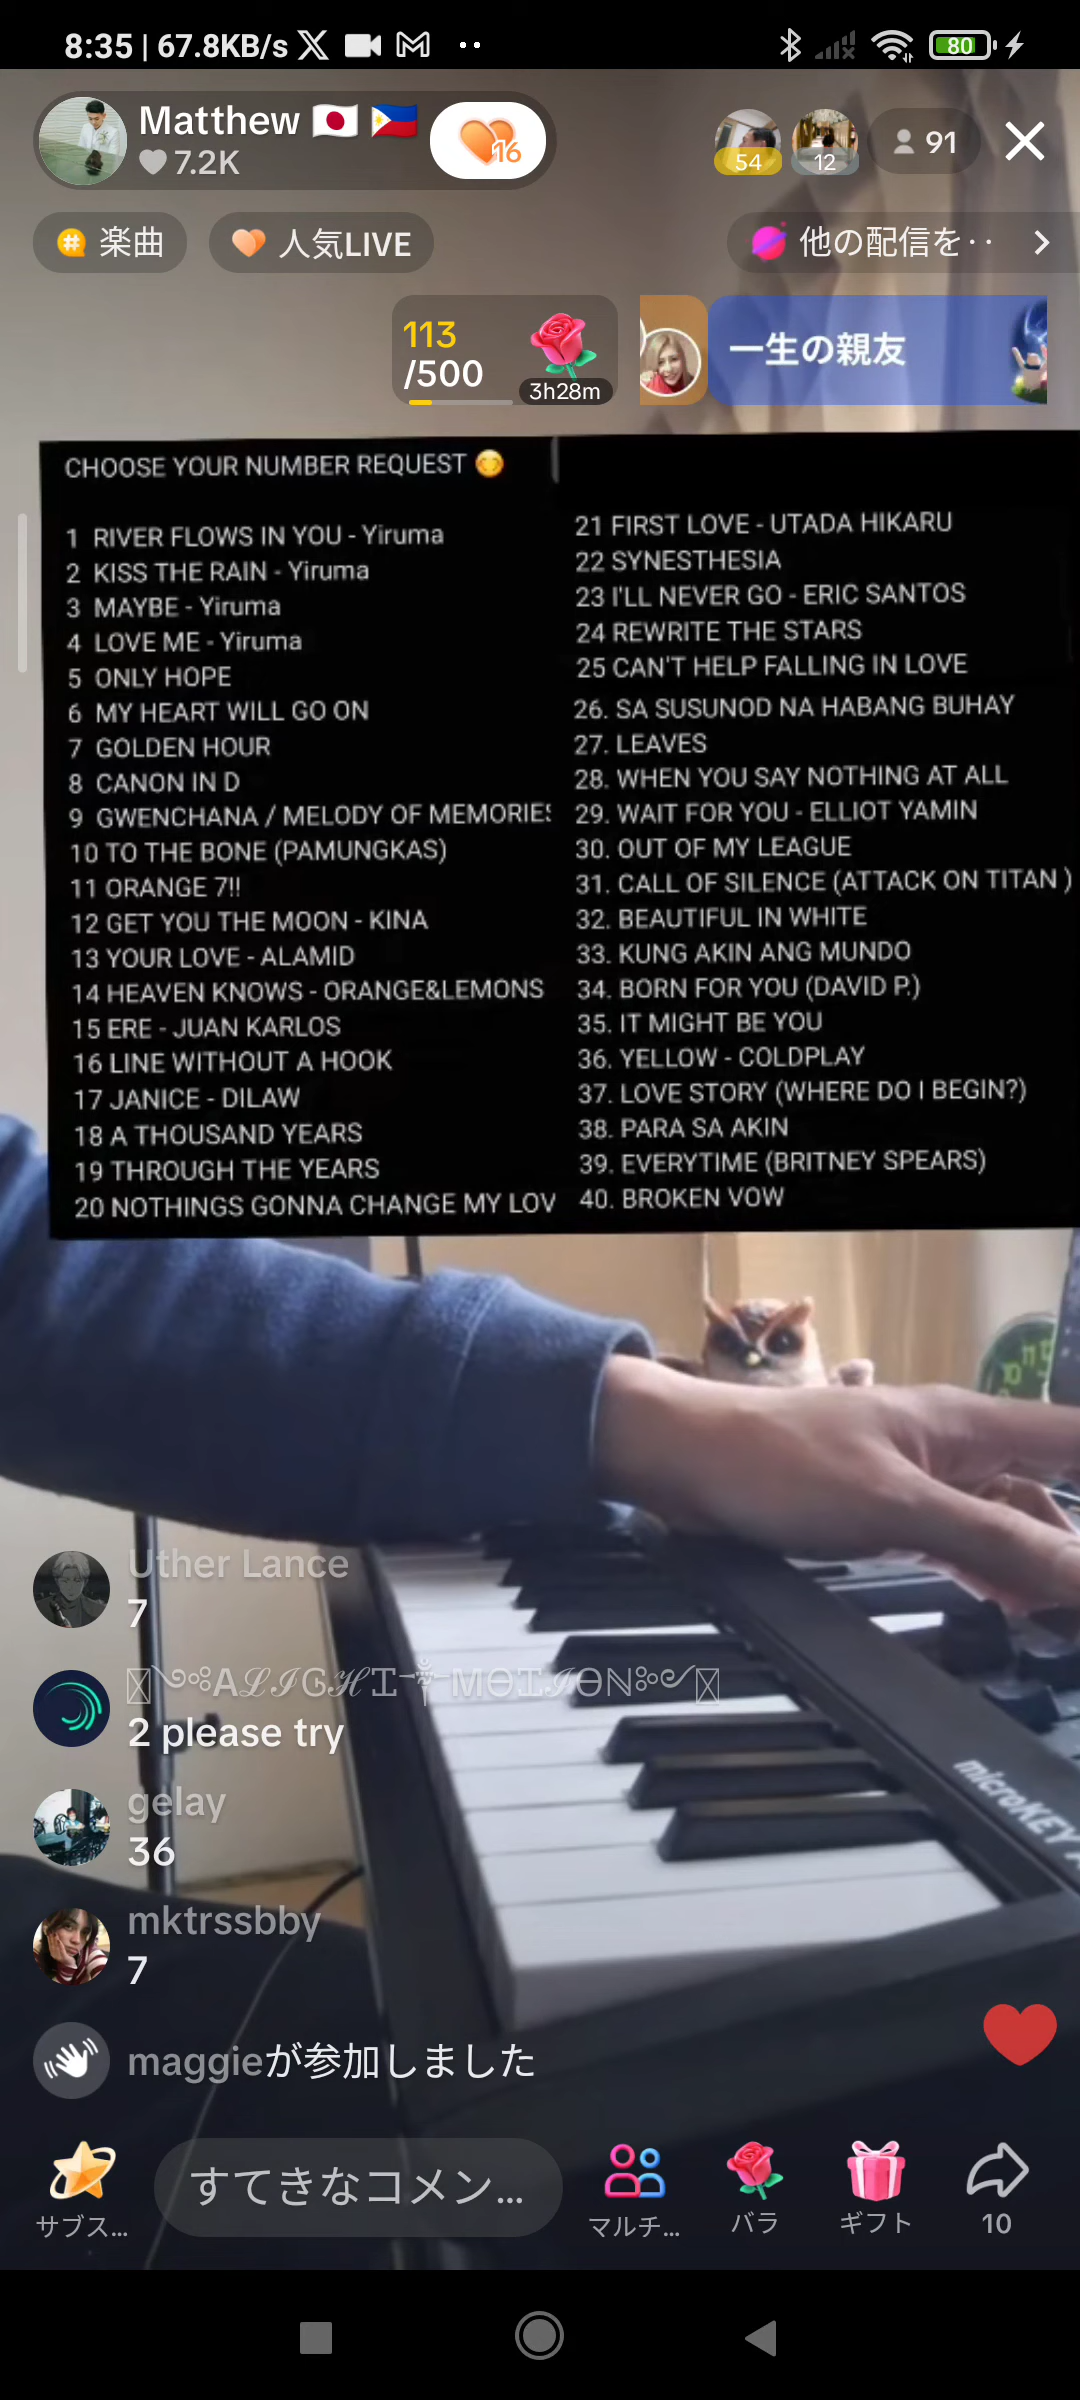 8:35 | 67.8KB/s
80
Matthew 🇯🇵 🇵🇭
7.2K
16
54
12
91
楽曲
人気LIVE
他の配信を‥
113
/500
3h28m
一生の親友
CHOOSE YOUR NUMBER REQUEST 😊
1 RIVER FLOWS IN YOU - Yiruma
2 KISS THE RAIN - Yiruma
3 MAYBE - Yiruma
4 LOVE ME - Yiruma
5 ONLY HOPE
6 MY HEART WILL GO ON
7 GOLDEN HOUR
8 CANON IN D
9 GWENCHANA / MELODY OF MEMORIES
10 TO THE BONE (PAMUNGKAS)
11 ORANGE 7!!
12 GET YOU THE MOON - KINA
13 YOUR LOVE - ALAMID
14 HEAVEN KNOWS - ORANGE&LEMONS
15 ERE - JUAN KARLOS
16 LINE WITHOUT A HOOK
17 JANICE - DILAW
18 A THOUSAND YEARS
19 THROUGH THE YEARS
20 NOTHINGS GONNA CHANGE MY LOV
21 FIRST LOVE - UTADA HIKARU
22 SYNESTHESIA
23 I'LL NEVER GO - ERIC SANTOS
24 REWRITE THE STARS
25 CAN'T HELP FALLING IN LOVE
26. SA SUSUNOD NA HABANG BUHAY
27. LEAVES
28. WHEN YOU SAY NOTHING AT ALL
29. WAIT FOR YOU - ELLIOT YAMIN
30. OUT OF MY LEAGUE
31. CALL OF SILENCE (ATTACK ON TITAN )
32. BEAUTIFUL IN WHITE
33. KUNG AKIN ANG MUNDO
34. BORN FOR YOU (DAVID P.)
35. IT MIGHT BE YOU
36. YELLOW - COLDPLAY
37. LOVE STORY (WHERE DO I BEGIN?)
38. PARA SA AKIN
39. EVERYTIME (BRITNEY SPEARS)
40. BROKEN VOW
10 11
microKEY
Uther Lance
7
2 please try
gelay
36
mktrssbby
7
maggieが参加しました
サブス...
すてきなコメン...
マルチ...
バラ
ギフト
10